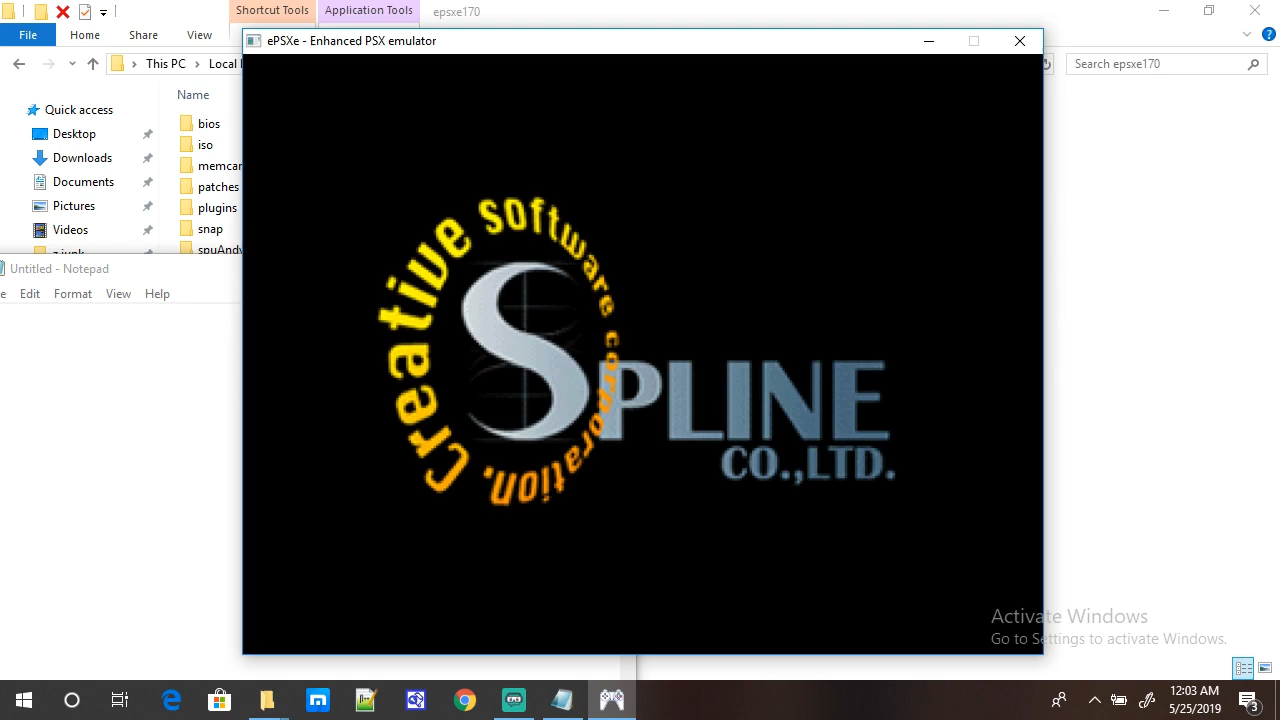 Shortcut Tools
Application Tools
epsxe170
File
Home
Share
View
This PC
Local
Search epsxe170
Quick access
Desktop
Downloads
Documents
Pictures
Videos
Name
bios
iso
patches
plugins
snap
Untitled - Notepad
Edit
Format
View
Help
ePSXe - Enhanced PSX emulator
Creative Software corporation.
SPLINE
CO.,LTD.
Activate Windows
Go to Settings to activate Windows.
12:03 AM
5/25/2019
3